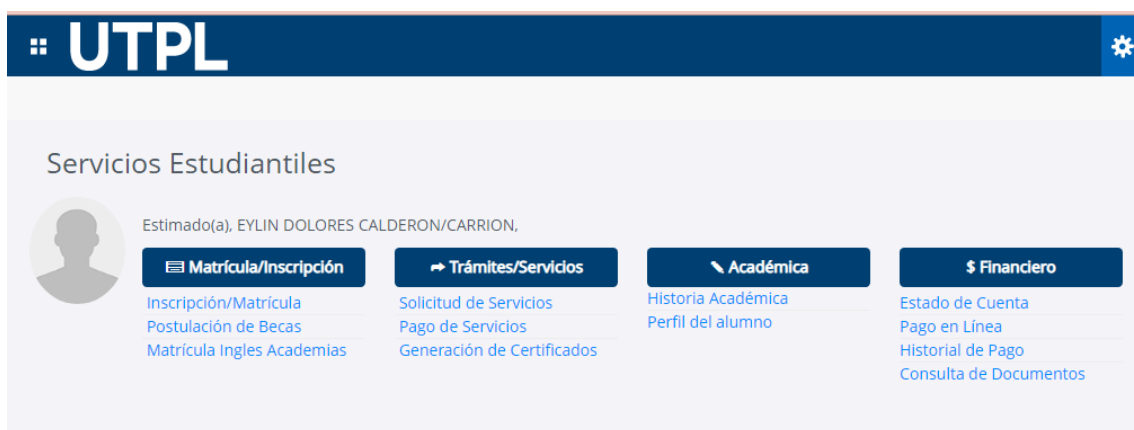 UTPL
Servicios Estudiantiles
Estimado(a), EYLIN DOLORES CALDERON/CARRION,
Matrícula/Inscripción
Inscripción/Matrícula
Postulación de Becas
Matrícula Ingles Academias
Trámites/Servicios
Solicitud de Servicios
Pago de Servicios
Generación de Certificados
Académica
Historia Académica
Perfil del alumno
$ Financiero
Estado de Cuenta
Pago en Línea
Historial de Pago
Consulta de Documentos